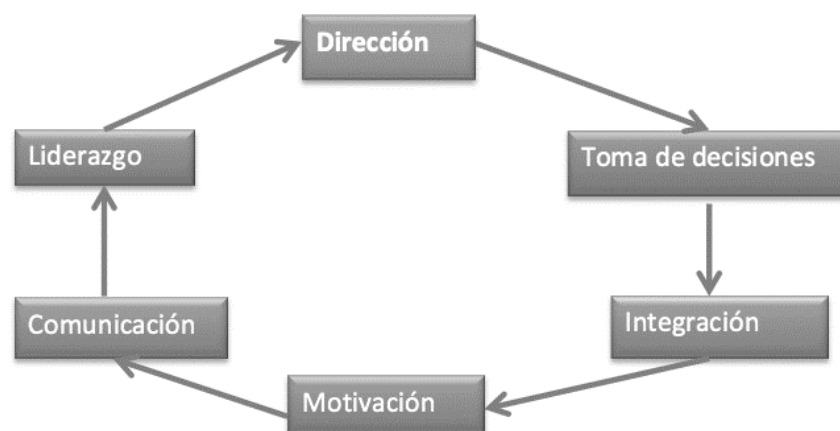 Dirección
Liderazgo
Toma de decisiones
Comunicación
Integración
Motivación